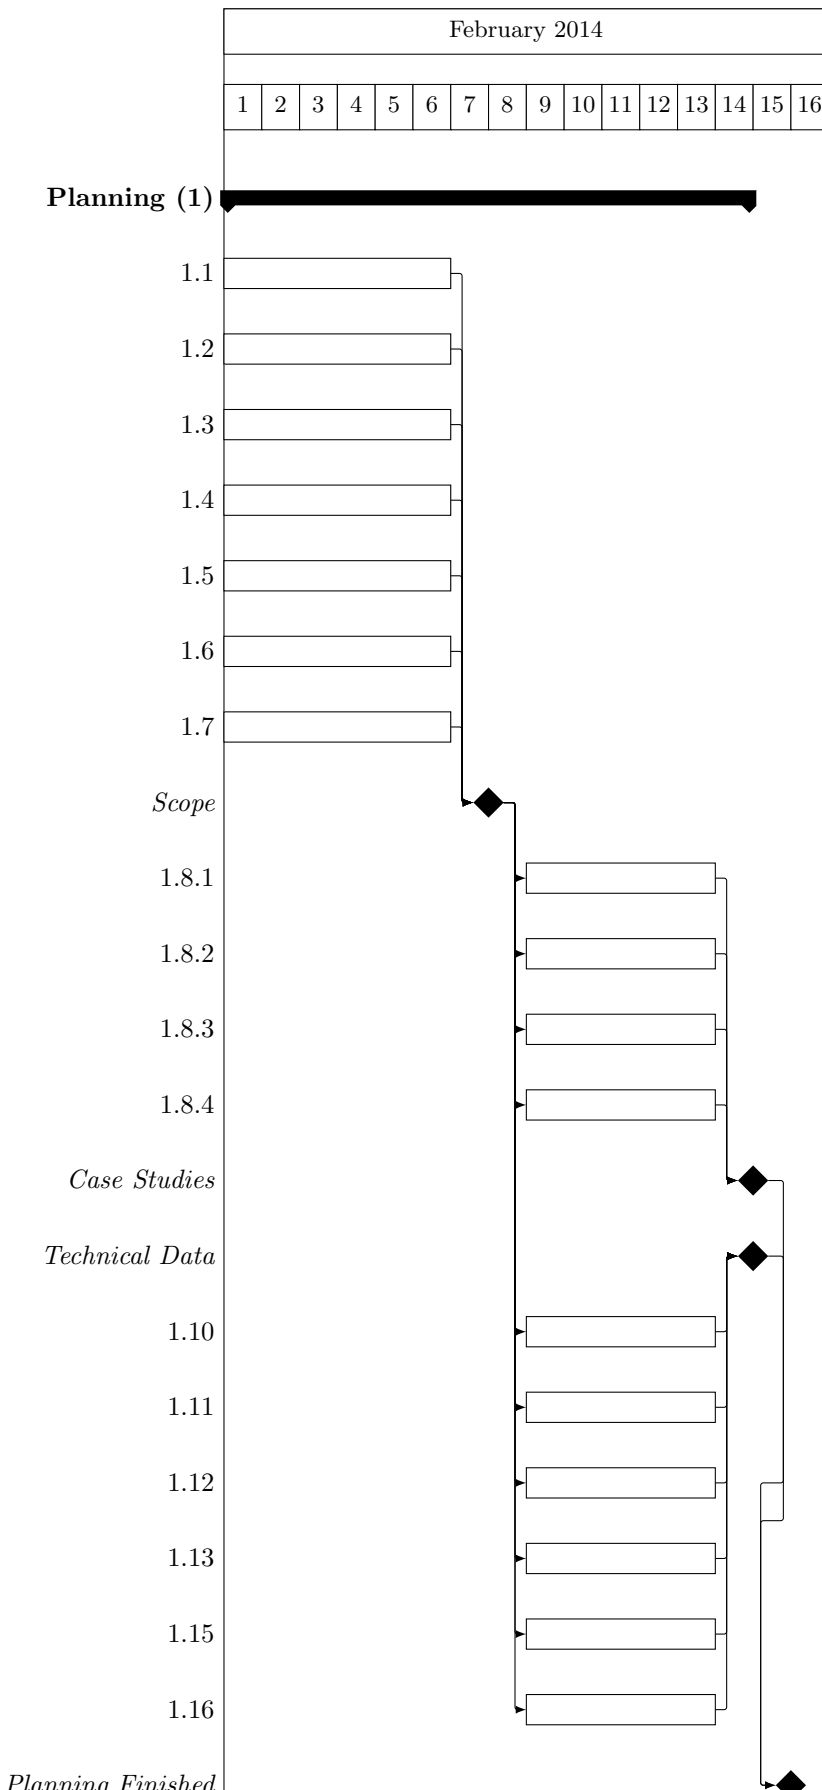 February 2014
1 2 3 4 5 6 7 8 9 10 11 12 13 14 15 16
Planning (1)
1.1
1.2
1.3
1.4
1.5
1.6
1.7
Scope
1.8.1
1.8.2
1.8.3
1.8.4
Case Studies
Technical Data
1.10
1.11
1.12
1.13
1.15
1.16
Planning Finished